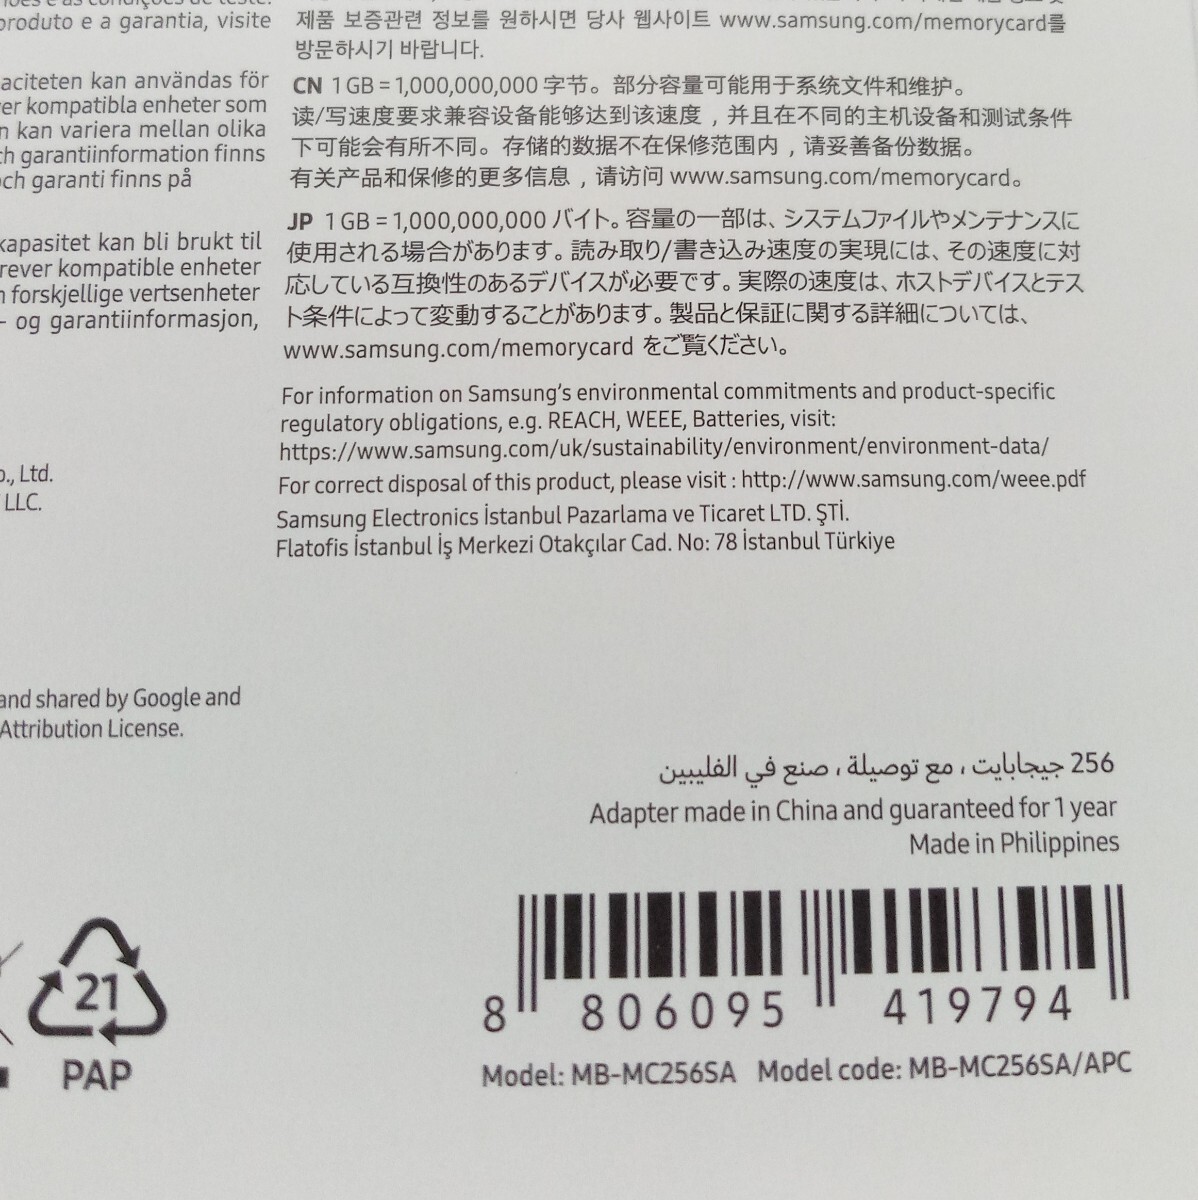 produto e a garantia, visite
kan användas för
kompatibla enheter som
kan variera mellan olika
garantiinformation finns
och garanti finns på
kapasitet kan bli brukt til
krever kompatible enheter
forskjellige vertsenheter
- og garantiinformasjon,
Ltd.
LLC.
and shared by Google and
Attribution License.
제품 보증관련 정보를 원하시면 당사 웹사이트 www.samsung.com/memorycard를
방문하시기 바랍니다.
CN 1 GB = 1,000,000,000 字节。部分容量可能用于系统文件和维护。
读/写速度要求兼容设备能够达到该速度，并且在不同的主机设备和测试条件
下可能会有所不同。存储的数据不在保修范围内，请妥善备份数据。
有关产品和保修的更多信息，请访问 www.samsung.com/memorycard。
JP 1 GB = 1,000,000,000 バイト。容量の一部は、システムファイルやメンテナンスに
使用される場合があります。読み取り/書き込み速度の実現には、その速度に対
応している互換性のあるデバイスが必要です。実際の速度は、ホストデバイスとテス
ト条件によって変動することがあります。製品と保証に関する詳細については、
www.samsung.com/memorycard をご覧ください。
For information on Samsung's environmental commitments and product-specific
regulatory obligations, e.g. REACH, WEEE, Batteries, visit:
https://www.samsung.com/uk/sustainability/environment/environment-data/
For correct disposal of this product, please visit : http://www.samsung.com/weee.pdf
Samsung Electronics İstanbul Pazarlama ve Ticaret LTD. ŞTİ.
Flatofis İstanbul İş Merkezi Otakçılar Cad. No: 78 İstanbul Türkiye
256 جيجابايت، مع توصيلة، صنع في الفليبين
Adapter made in China and guaranteed for 1 year
Made in Philippines
21
PAP
8 806095 419794
Model: MB-MC256SA Model code: MB-MC256SA/APC